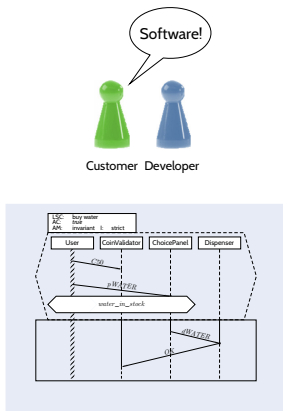 Software!
Customer Developer
LSC: buy water
AC: true
AM: invariant I: strict
User CoinValidator ChoicePanel Dispenser
C50
pWATER
water_in_stock
dWATER
OK